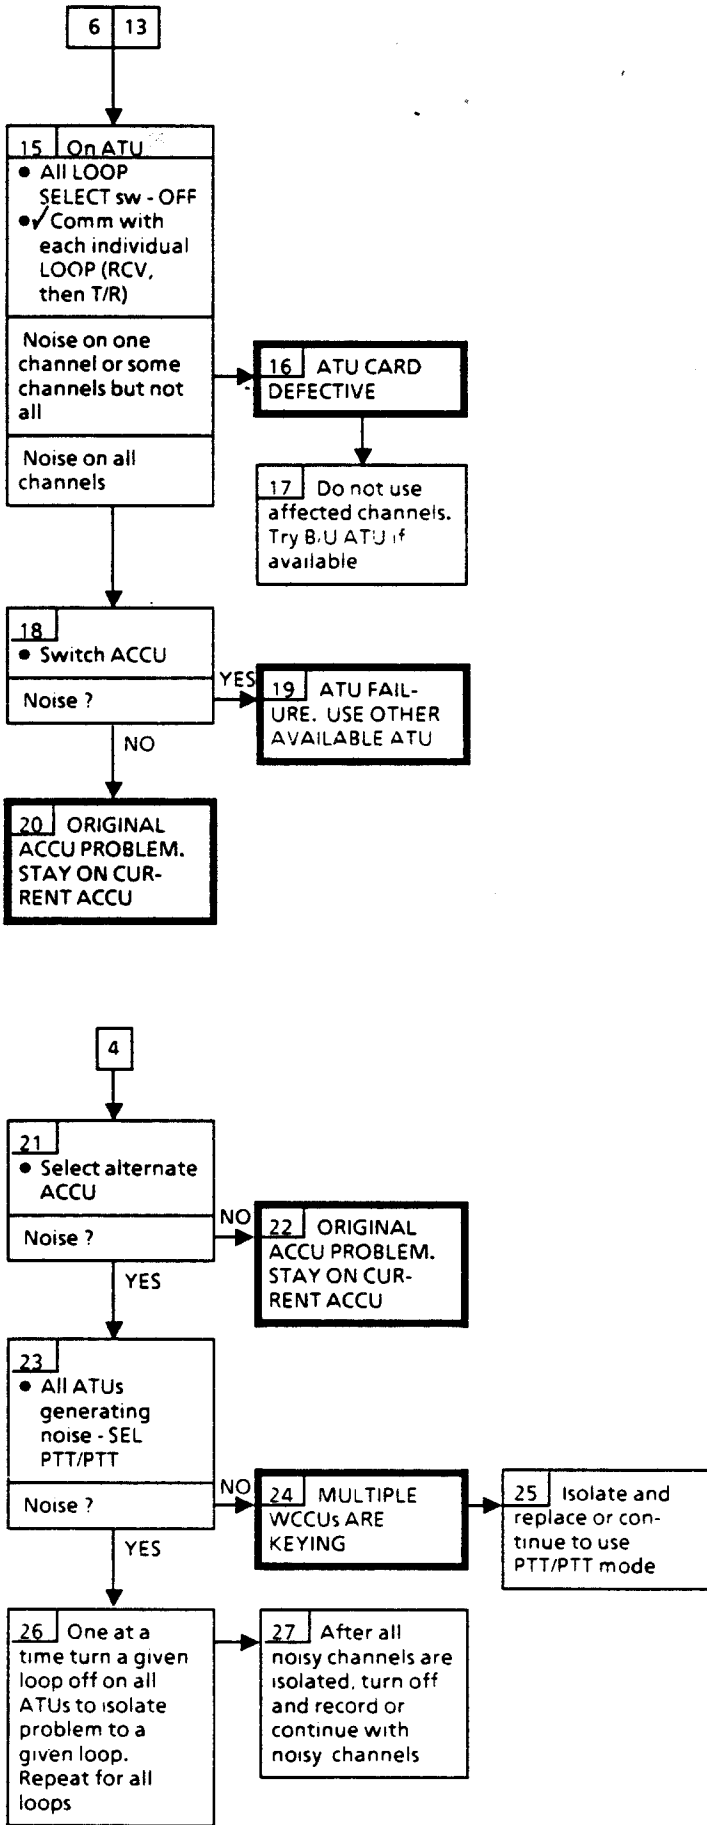 6 13
15 On ATU
● All LOOP
SELECT sw - OFF
●✓Comm with
each individual
LOOP (RCV,
then T/R)
Noise on one
channel or some
channels but not
all
Noise on all
channels
16 ATU CARD
DEFECTIVE
17 Do not use
affected channels.
Try B/U ATU if
available
18
● Switch ACCU
Noise ?
YES
NO
19 ATU FAIL-
URE. USE OTHER
AVAILABLE ATU
20 ORIGINAL
ACCU PROBLEM.
STAY ON CUR-
RENT ACCU
4
21
● Select alternate
ACCU
Noise ?
NO
YES
22 ORIGINAL
ACCU PROBLEM.
STAY ON CUR-
RENT ACCU
23
● All ATUs
generating
noise - SEL
PTT/PTT
Noise ?
NO
YES
24 MULTIPLE
WCCUs ARE
KEYING
25 Isolate and
replace or con-
tinue to use
PTT/PTT mode
26 One at a
time turn a given
loop off on all
ATUs to isolate
problem to a
given loop.
Repeat for all
loops
27 After all
noisy channels are
isolated, turn off
and record or
continue with
noisy channels